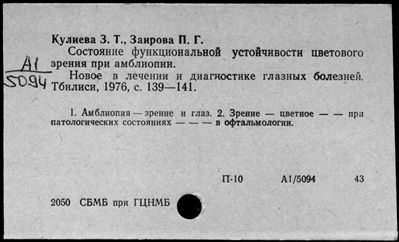 Кулиева З. Т., Заирова П. Г.
Состояние функциональной устойчивости цветового
зрения при амблиопии.
А1
5094
Новое в лечении и диагностике глазных болезней.
Тбилиси, 1976, с. 139—141.
1. Амблиопия — зрение и глаз. 2. Зрение — цветное — — при
патологических состояниях — — — в офтальмологии.
П-10 А1/5094 43
2050 СБМБ при ГЦНМБ